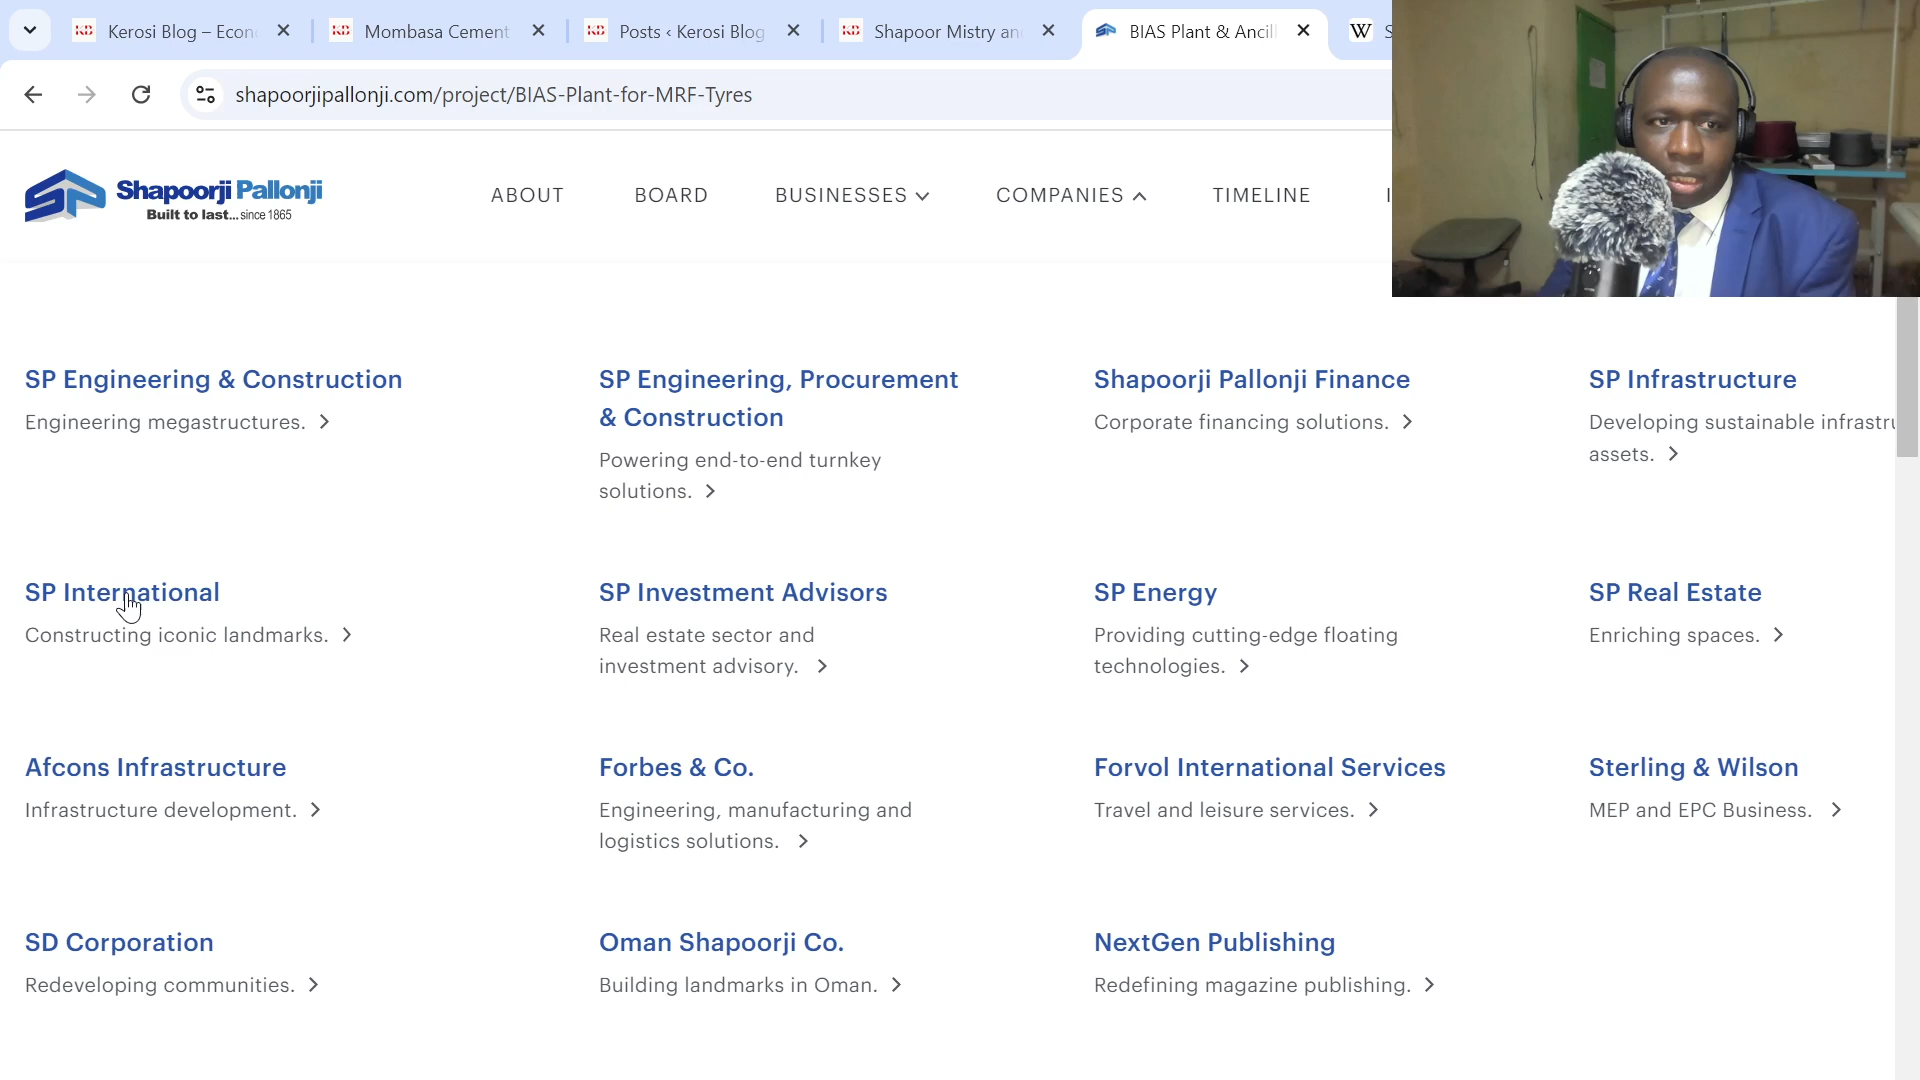 Kerosi Blog – Econ
Mombasa Cement
Posts ‹ Kerosi Blog
Shapoor Mistry an
BIAS Plant & Ancil
W S
shapoorjipallonji.com/project/BIAS-Plant-for-MRF-Tyres
Shapoorji Pallonji
Built to last...since 1865
ABOUT
BOARD
BUSINESSES
COMPANIES
TIMELINE
SP Engineering & Construction
Engineering megastructures.
SP Engineering, Procurement
& Construction
Powering end-to-end turnkey
solutions.
Shapoorji Pallonji Finance
Corporate financing solutions.
SP Infrastructure
Developing sustainable infrastru
assets.
SP International
Constructing iconic landmarks.
SP Investment Advisors
Real estate sector and
investment advisory.
SP Energy
Providing cutting-edge floating
technologies.
SP Real Estate
Enriching spaces.
Afcons Infrastructure
Infrastructure development.
Forbes & Co.
Engineering, manufacturing and
logistics solutions.
Forvol International Services
Travel and leisure services.
Sterling & Wilson
MEP and EPC Business.
SD Corporation
Redeveloping communities.
Oman Shapoorji Co.
Building landmarks in Oman.
NextGen Publishing
Redefining magazine publishing.